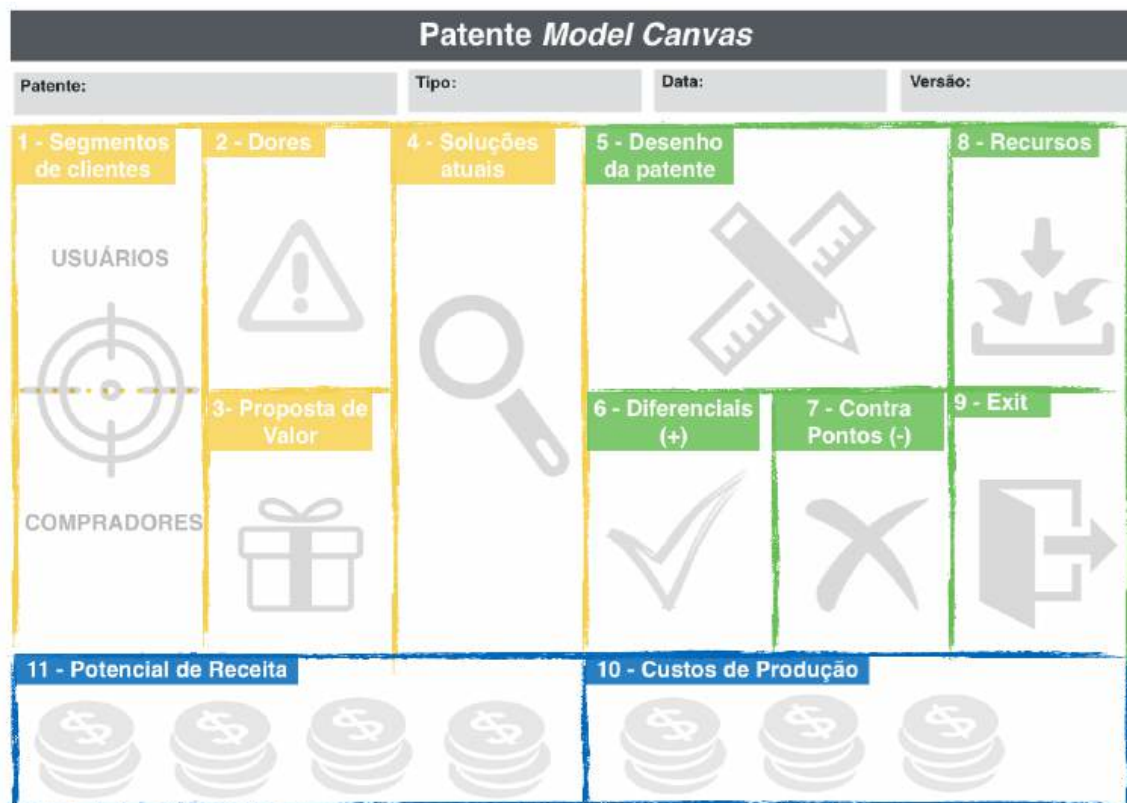 Patente Model Canvas
Patente:
Tipo:
Data:
Versão:
1 - Segmentos
de clientes
USUÁRIOS
COMPRADORES
2 - Dores
3- Proposta de
Valor
4 - Soluções
atuais
5 - Desenho
da patente
6 - Diferenciais
(+)
7 - Contra
Pontos (-)
8 - Recursos
9 - Exit
11 - Potencial de Receita
$ $ $ $
10 - Custos de Produção
$ $ $